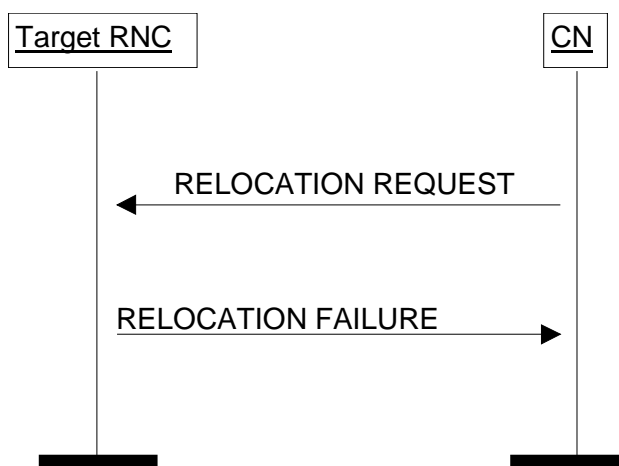 Target RNC
CN
RELOCATION REQUEST
RELOCATION FAILURE